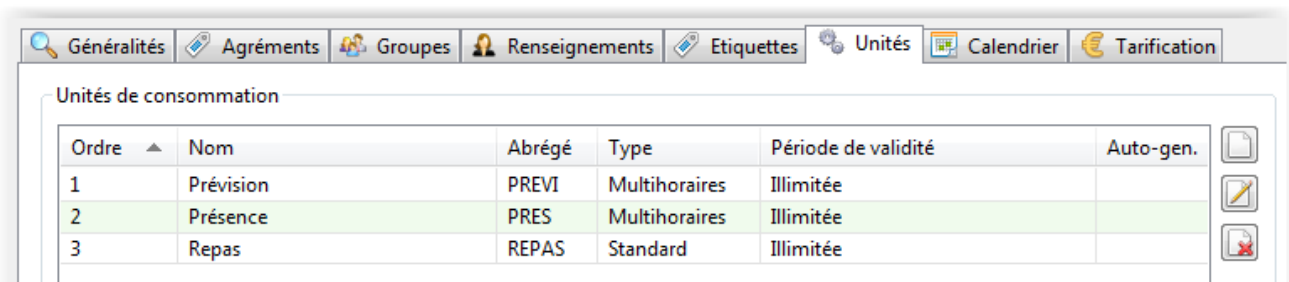 Généralités Agréments Groupes Renseignements Etiquettes Unités Calendrier Tarification
Unités de consommation
Ordre Nom Abrégé Type Période de validité Auto-gen.
1 Prévision PREVI Multihoraires Illimitée
2 Présence PRES Multihoraires Illimitée
3 Repas REPAS Standard Illimitée